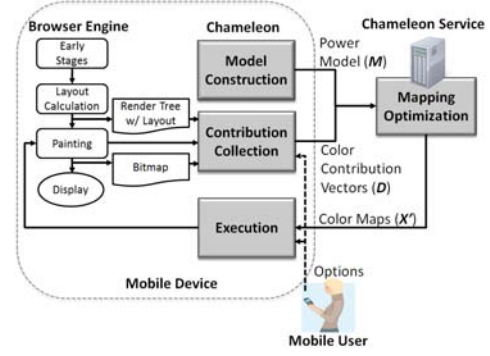 Browser Engine
Chameleon
Chameleon Service
Early
Stages
Layout
Calculation
Render Tree
w/ Layout
Painting
Bitmap
Display
Model
Construction
Contribution
Collection
Execution
Power
Model (M)
Mapping
Optimization
Color
Contribution
Vectors (D)
Color Maps (X')
Options
Mobile Device
Mobile User